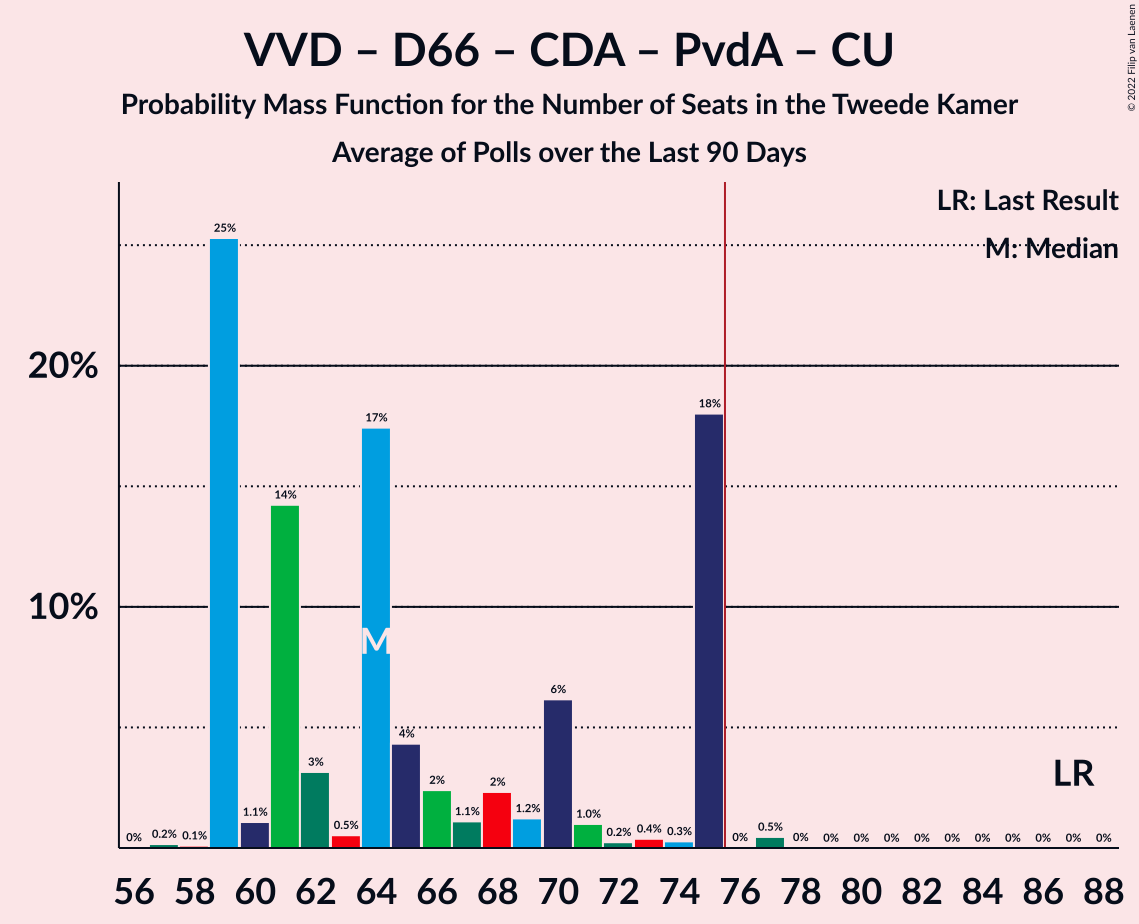 VVD – D66 – CDA – PvdA – CU
Probability Mass Function for the Number of Seats in the Tweede Kamer
Average of Polls over the Last 90 Days
© 2022 Filip van Laenen
LR: Last Result
M: Median
20%
10%
0% 0.2% 0.1% 25% 1.1% 14% 3% 0.5% 17% 4% 2% 1.1% 2% 1.2% 6% 1.0% 0.2% 0.4% 0.3% 18% 0% 0.5% 0% 0% 0% 0% 0% 0% 0% 0% 0% 0% 0%
M
LR
56 58 60 62 64 66 68 70 72 74 76 78 80 82 84 86 88